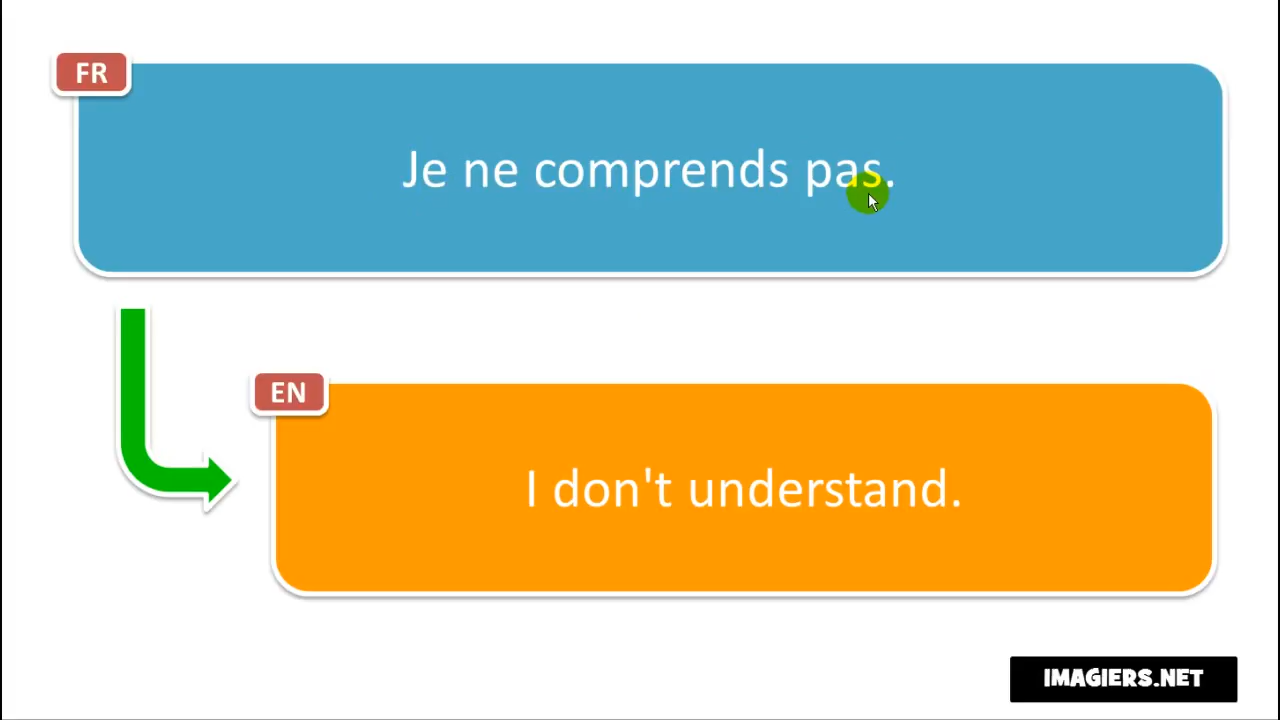 FR
Je ne comprends pas.
EN
I don't understand.
IMAGIERS.NET